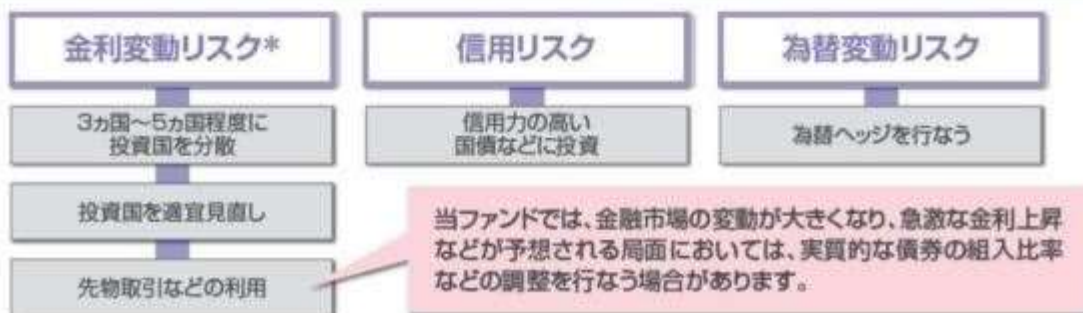 金利変動リスク*
信用リスク
為替変動リスク
3ヵ国～5ヵ国程度に
投資国を分散
信用力の高い
国債などに投資
為替ヘッジを行なう
投資国を適宜見直し
先物取引などの利用
当ファンドでは、金融市場の変動が大きくなり、急激な金利上昇
などが予想される局面においては、実質的な債券の組入比率
などの調整を行なう場合があります。